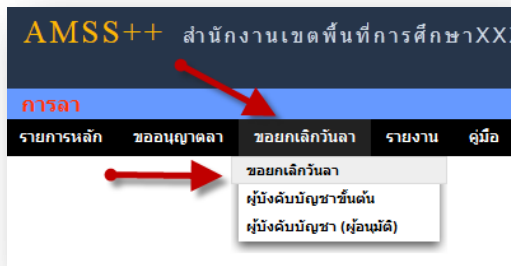 AMSS++ สำนักงานเขตพื้นที่การศึกษาXX
การลา
รายการหลัก ขออนุญาตลา ขอยกเลิกวันลา รายงาน คู่มือ
ขอยกเลิกวันลา
ผู้บังคับบัญชาชั้นต้น
ผู้บังคับบัญชา (ผู้อนุมัติ)